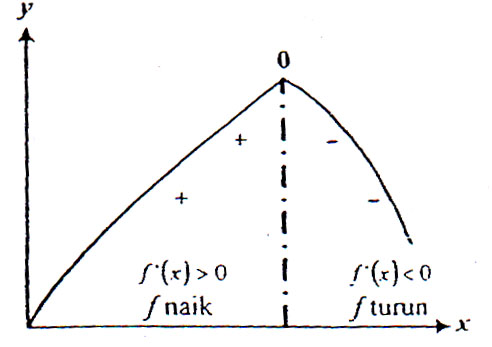 y
0
+ −
+ −
f'(x) > 0 f'(x) < 0
f naik f turun
x